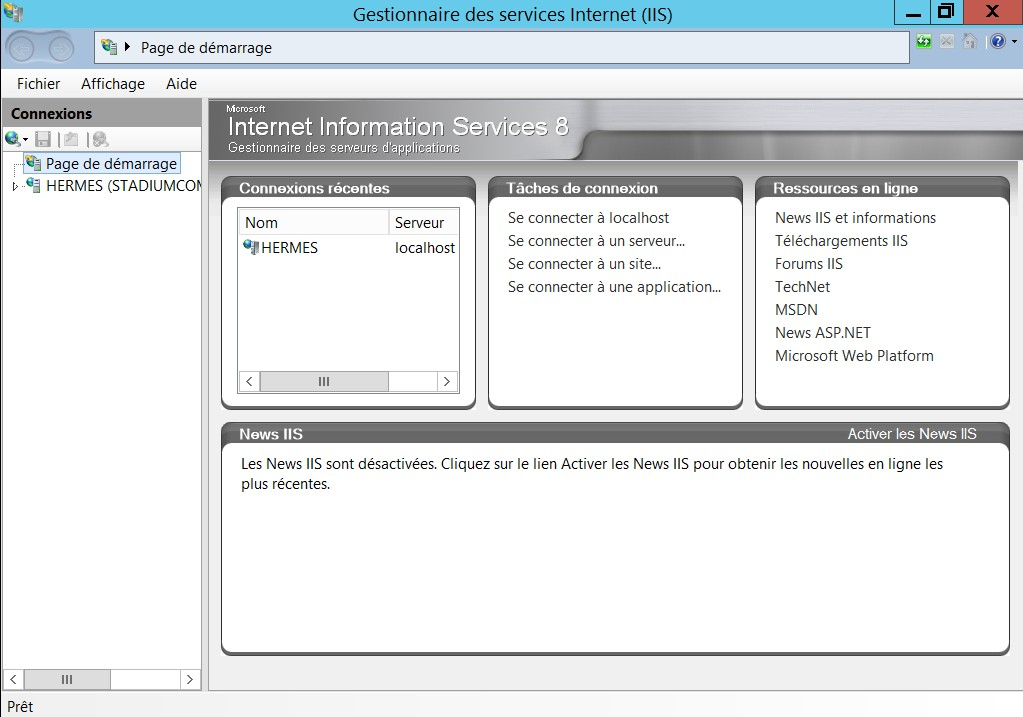 Gestionnaire des services Internet (IIS)
Page de démarrage
Fichier Affichage Aide
Connexions
Page de démarrage
HERMES (STADIUMCOM
Microsoft
Internet Information Services 8
Gestionnaire des serveurs d'applications
Connexions récentes
Nom Serveur
HERMES localhost
Tâches de connexion
Se connecter à localhost
Se connecter à un serveur...
Se connecter à un site...
Se connecter à une application...
Ressources en ligne
News IIS et informations
Téléchargements IIS
Forums IIS
TechNet
MSDN
News ASP.NET
Microsoft Web Platform
News IIS Activer les News IIS
Les News IIS sont désactivées. Cliquez sur le lien Activer les News IIS pour obtenir les nouvelles en ligne les
plus récentes.
Prêt